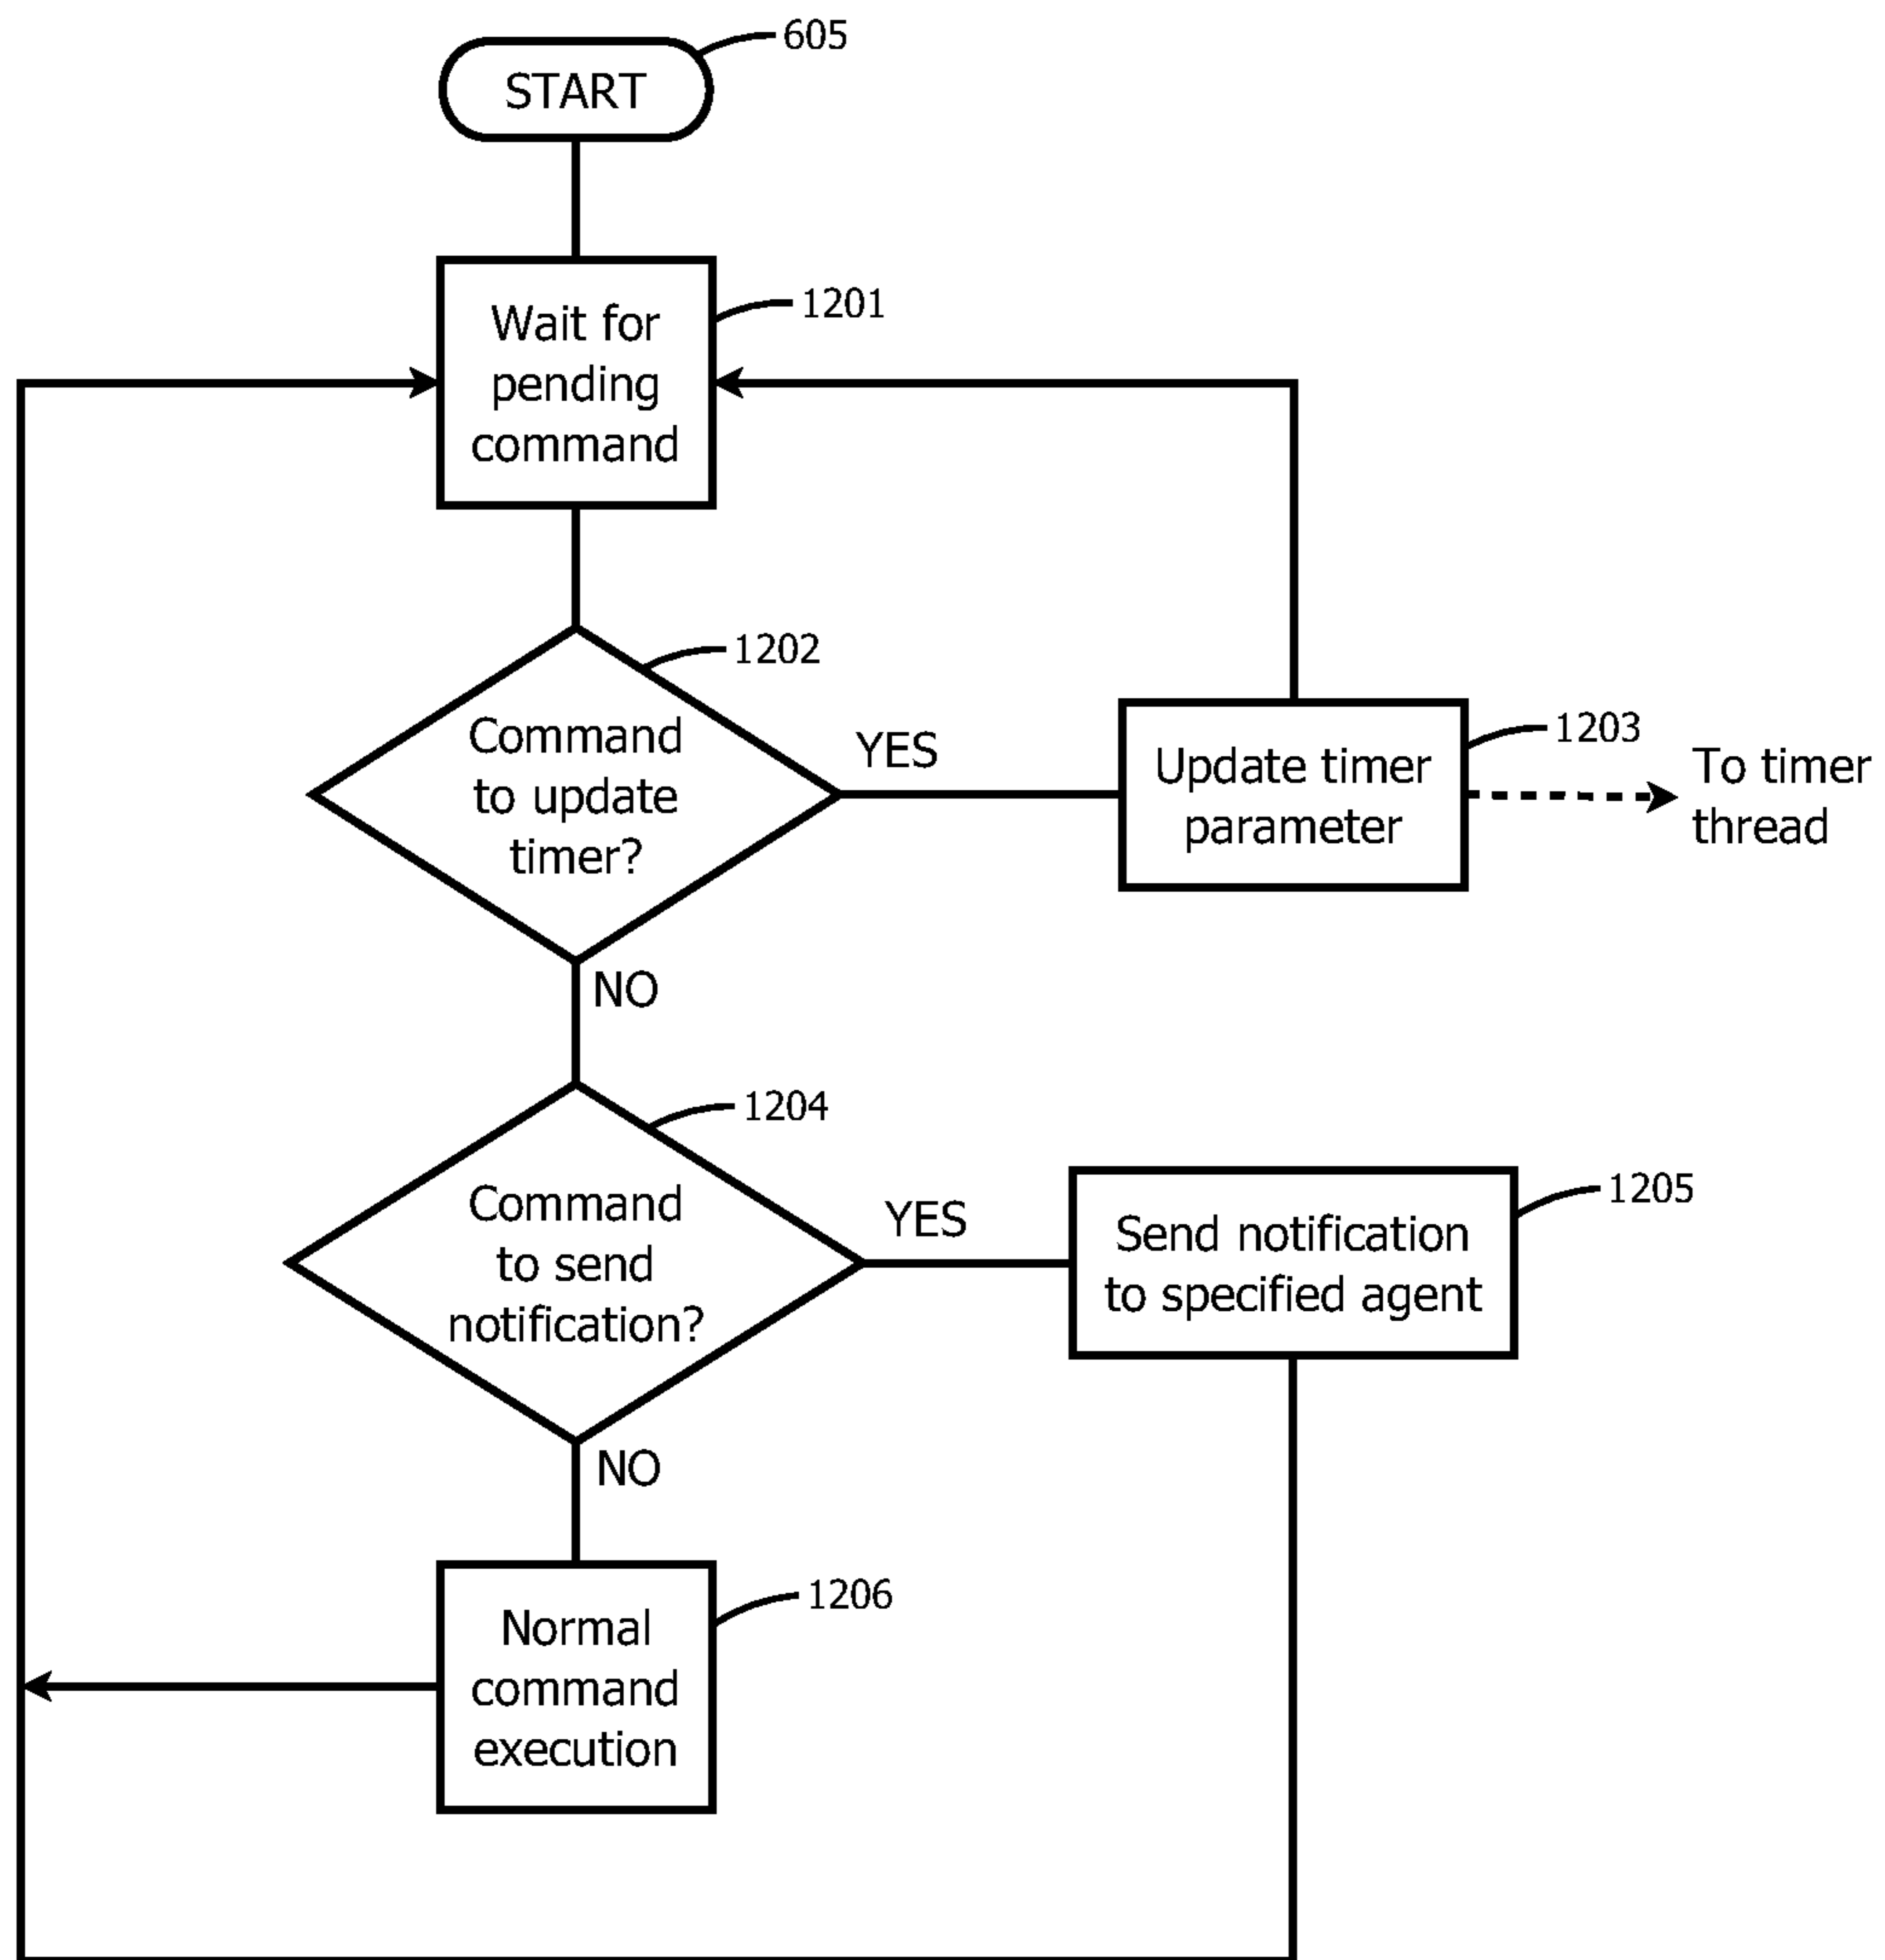 605
START
1201
Wait for
pending
command
1202
Command
to update
timer?
YES
1203
Update timer
parameter
To timer
thread
NO
1204
Command
to send
notification?
YES
1205
Send notification
to specified agent
NO
1206
Normal
command
execution